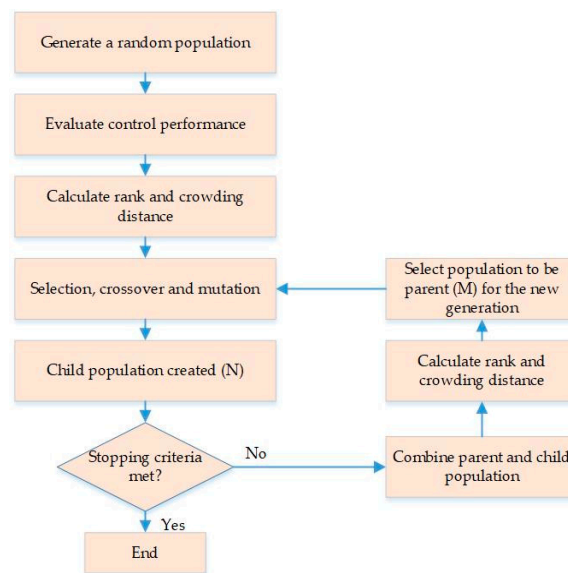 Generate a random population
Evaluate control performance
Calculate rank and crowding
distance
Selection, crossover and mutation
Child population created (N)
Stopping criteria
met?
Yes
End
No
Combine parent and child
population
Calculate rank and
crowding distance
Select population to be
parent (M) for the new
generation